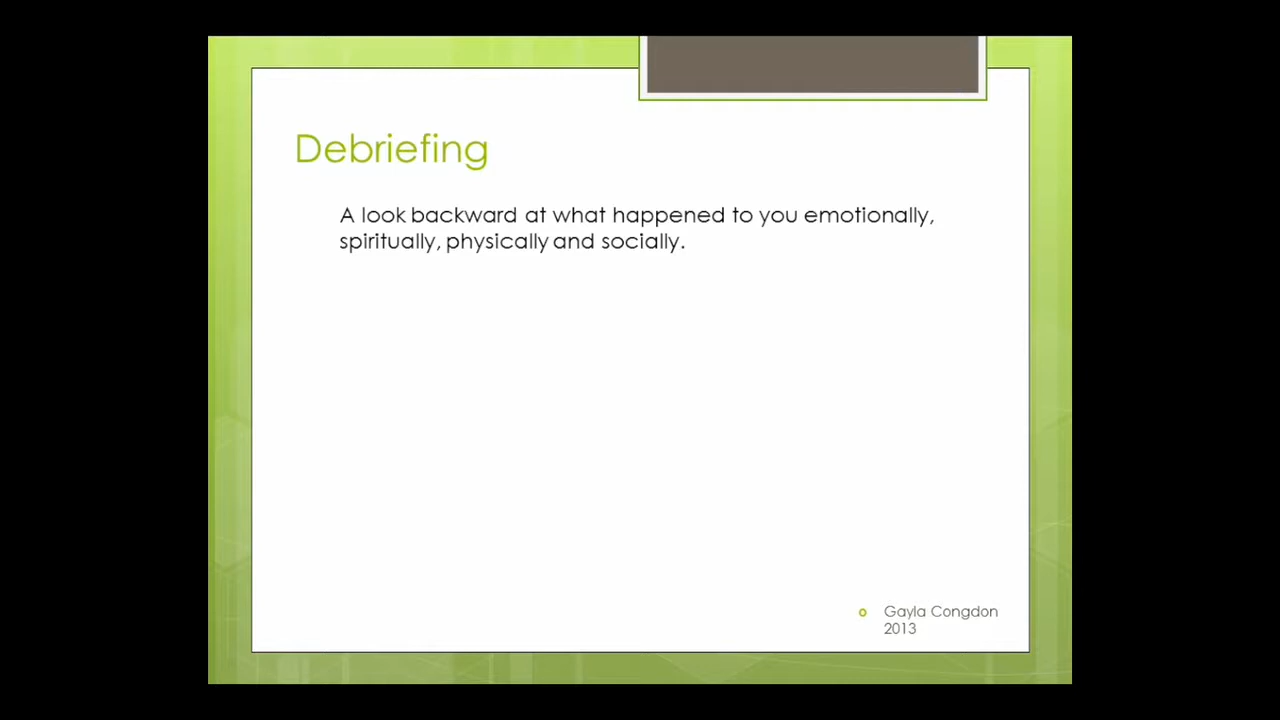 Debriefing
A look backward at what happened to you emotionally,
spiritually, physically and socially.
Gayla Congdon
2013